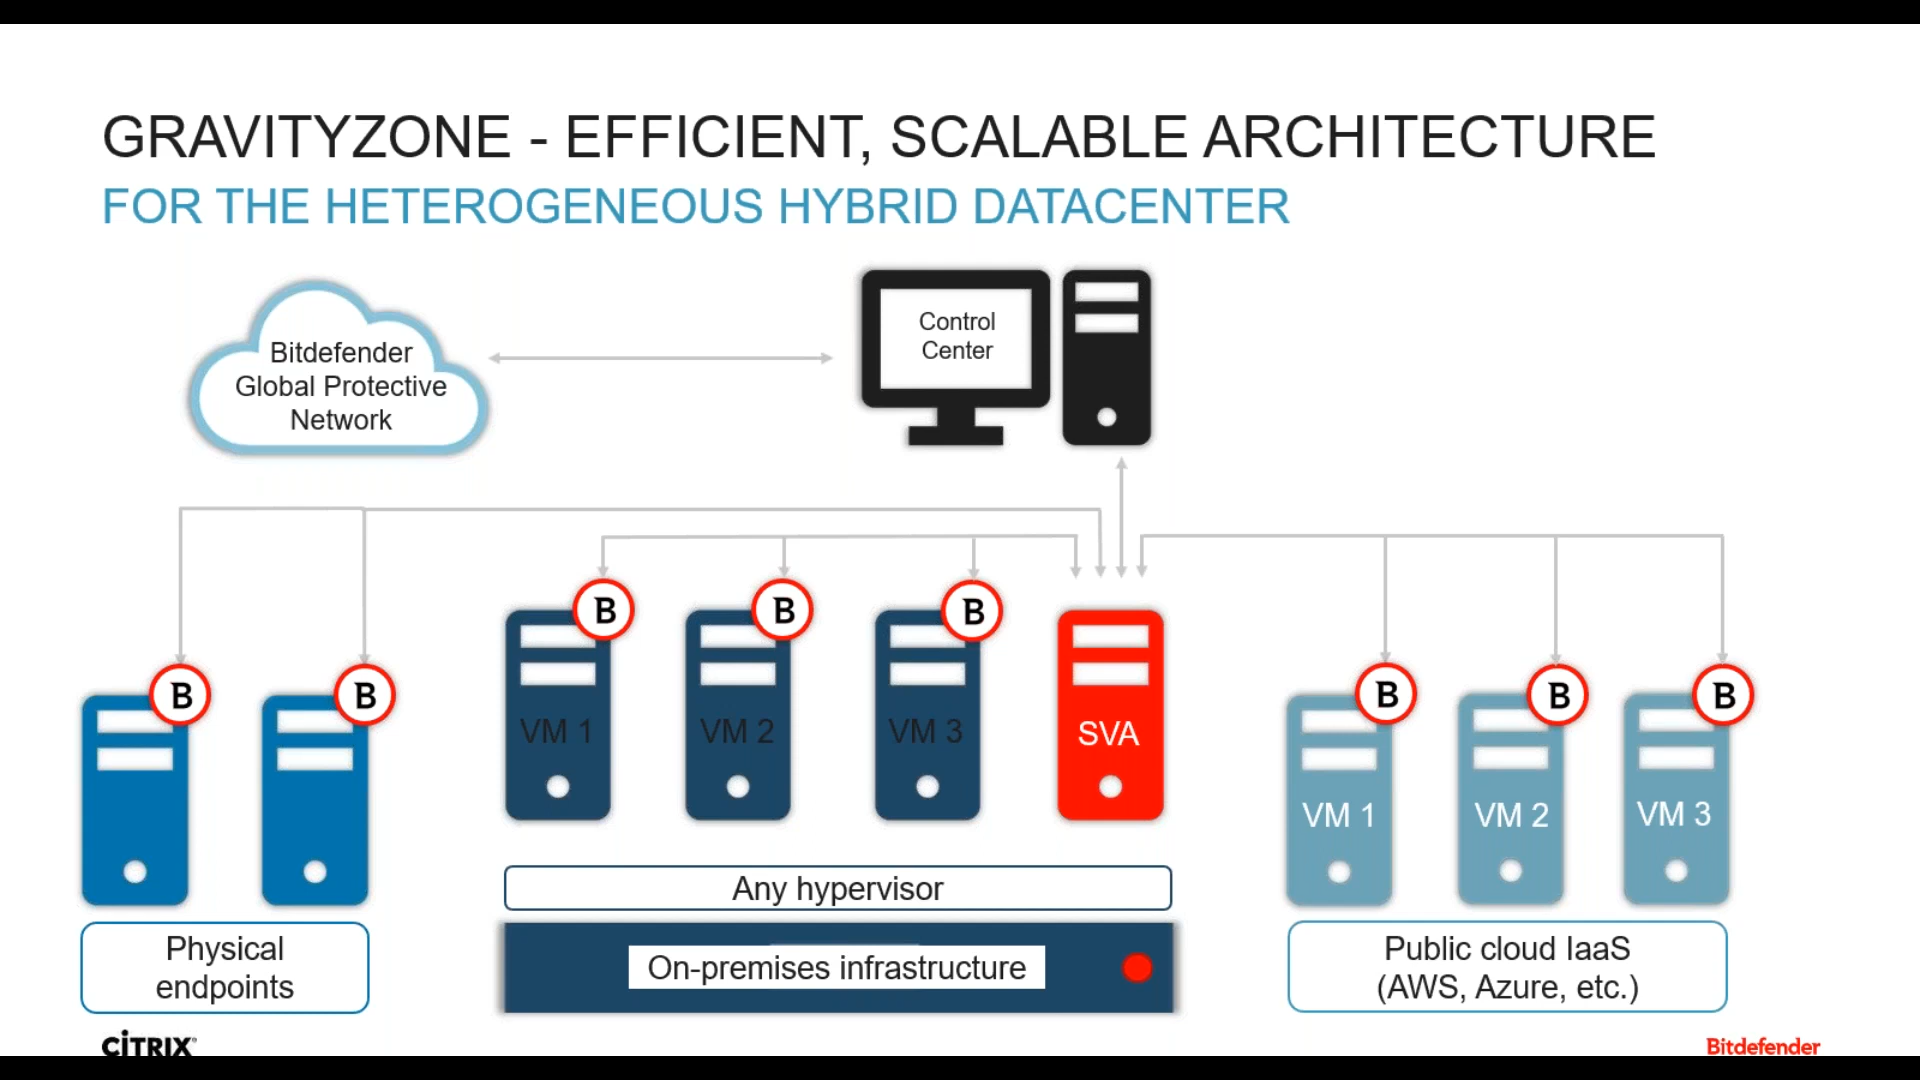 GRAVITYZONE - EFFICIENT, SCALABLE ARCHITECTURE
FOR THE HETEROGENEOUS HYBRID DATACENTER
Bitdefender
Global Protective
Network
Control
Center
B
B
B
B
B
B
B
B
VM 1
VM 2
VM 3
SVA
VM 1
VM 2
VM 3
Any hypervisor
On-premises infrastructure
Physical
endpoints
Public cloud IaaS
(AWS, Azure, etc.)
CİTRIX®
Bitdefender